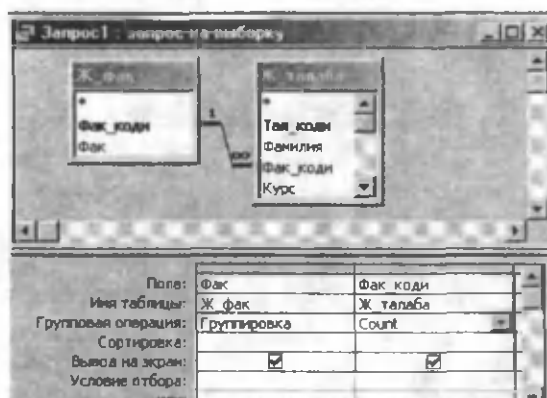 Запрос1 : запрос на выборку
Ж_фак
*
Фак_коди
Фак
1
∞
Ж_талаба
*
Тал_коди
Фамилия
Фак_коди
Курс
Поле: Фак Фак_коди
Имя таблицы: Ж_фак Ж_талаба
Групповая операция: Группировка Count
Сортировка:
Вывод на экран:
Условие отбора: